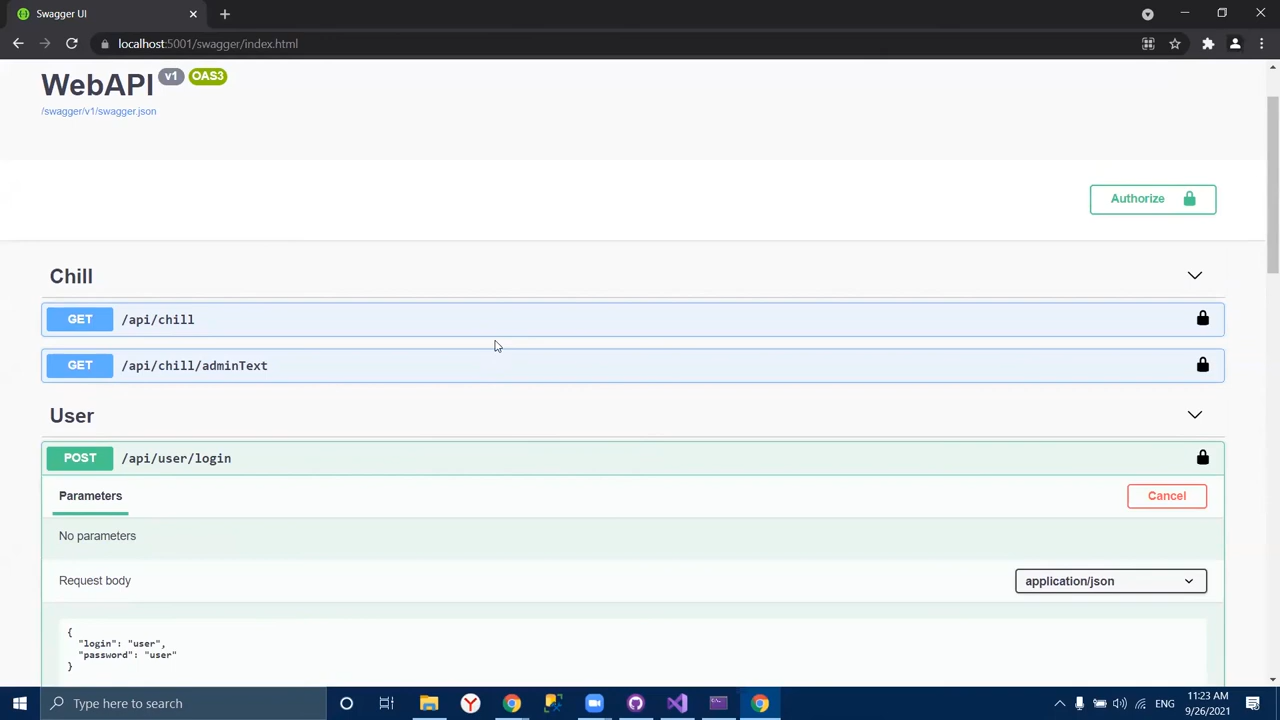 Swagger UI
localhost:5001/swagger/index.html
WebAPI v1 OAS3
/swagger/v1/swagger.json
Authorize
Chill
GET /api/chill
GET /api/chill/adminText
User
POST /api/user/login
Parameters
Cancel
No parameters
Request body
application/json
{
"login": "user",
"password": "user"
}
Type here to search
ENG
11:23 AM
9/26/2021